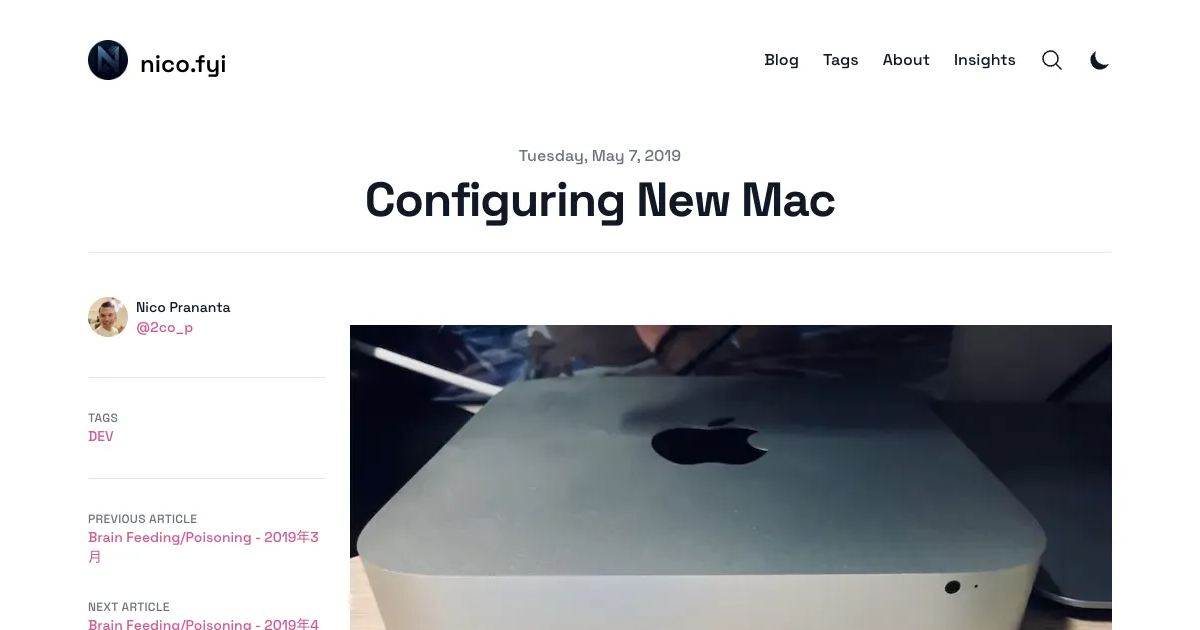 nico.fyi
Blog
Tags
About
Insights
Tuesday, May 7, 2019
Configuring New Mac
Nico Prananta
@2co_p
TAGS
DEV
PREVIOUS ARTICLE
Brain Feeding/Poisoning - 2019年3
月
NEXT ARTICLE
Brain Feeding/Poisoning - 2019年4